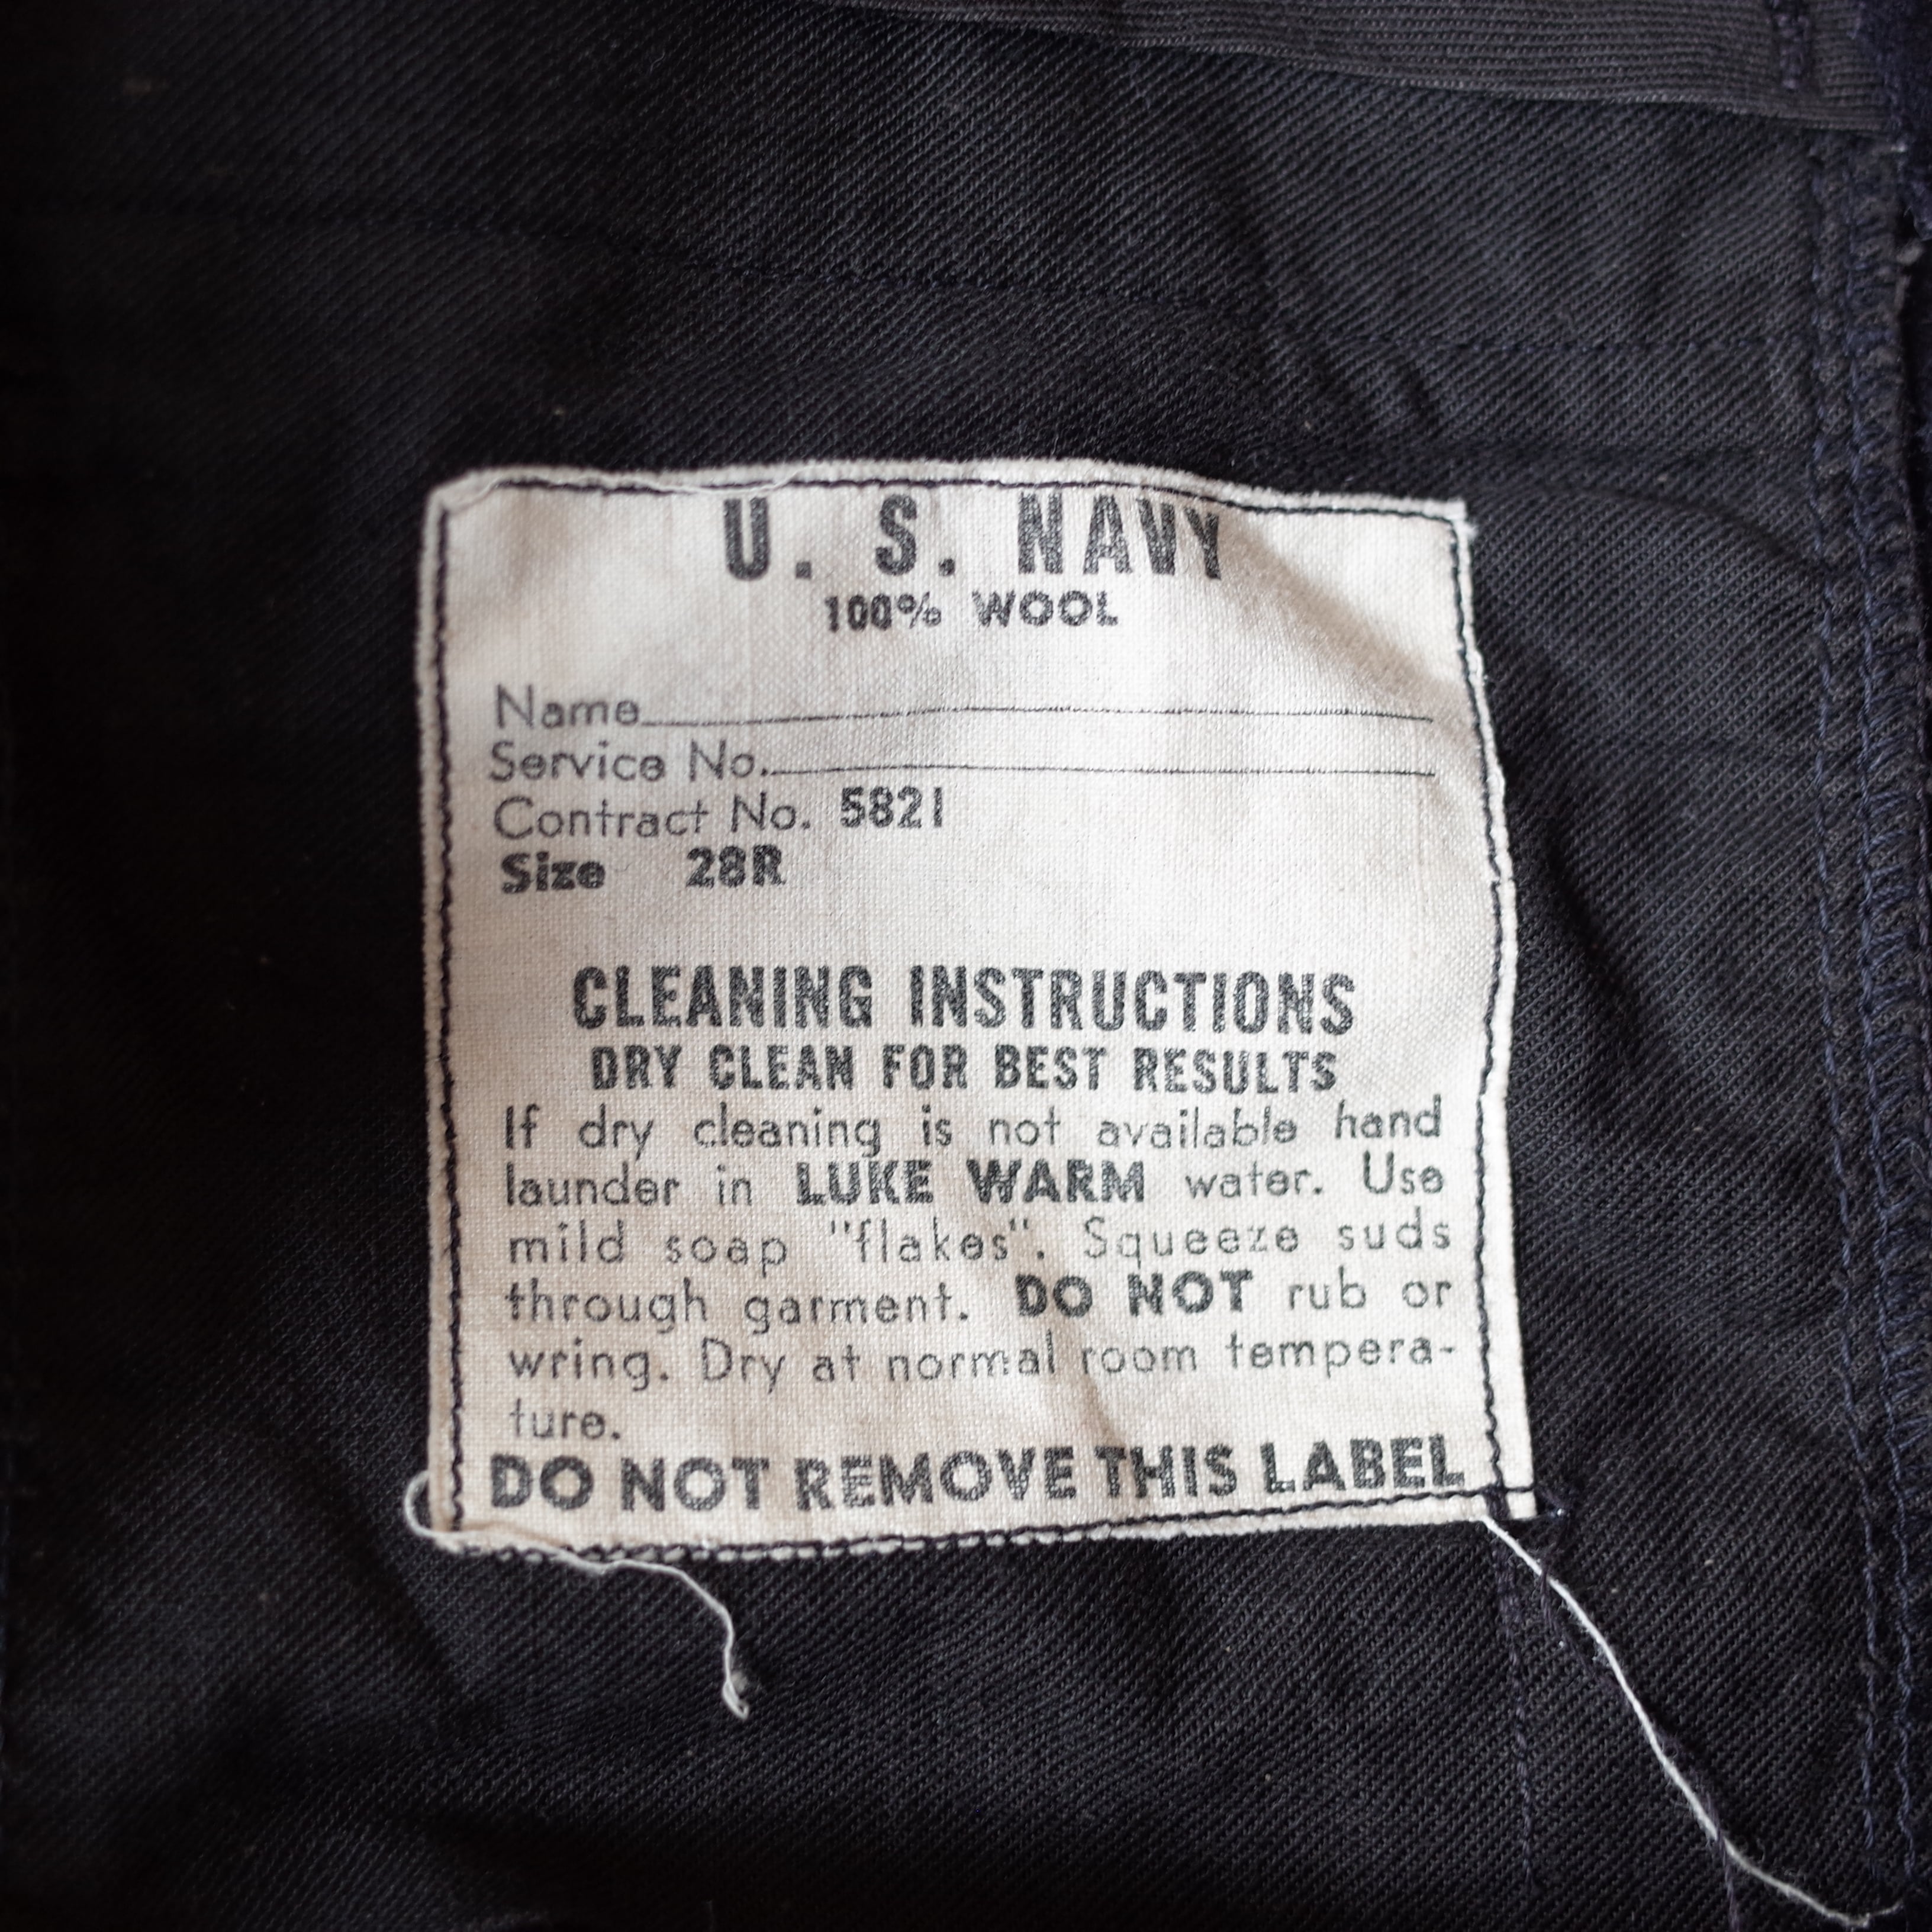 U. S. NAVY
100% WOOL
Name
Service No.
Contract No. 5821
Size 28R
CLEANING INSTRUCTIONS
DRY CLEAN FOR BEST RESULTS
If dry cleaning is not available hand
launder in LUKE WARM water. Use
mild soap "flakes". Squeeze suds
through garment. DO NOT rub or
wring. Dry at normal room tempera-
ture.
DO NOT REMOVE THIS LABEL